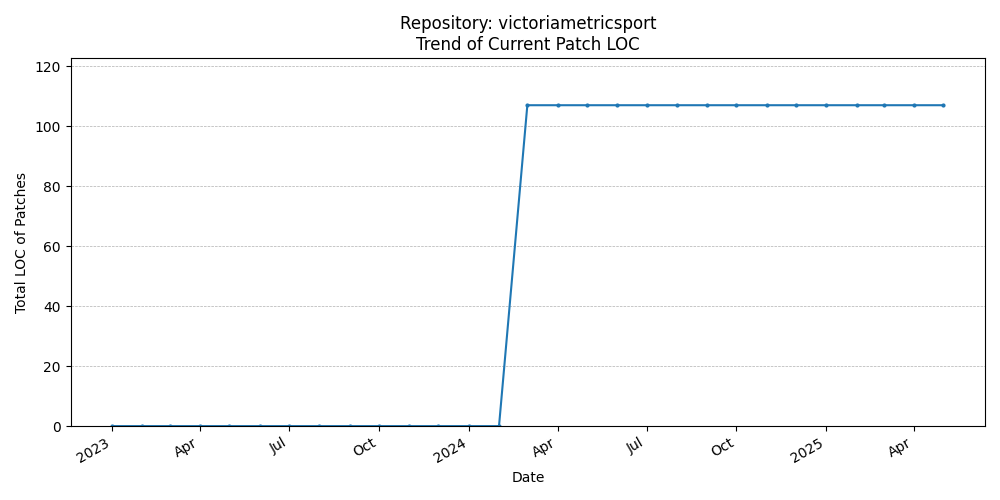 Repository: victoriametricsport
Trend of Current Patch LOC
Total LOC of Patches
120
100
80
60
40
20
0
2023
Apr
Jul
Oct
2024
Apr
Jul
Oct
2025
Apr
Date